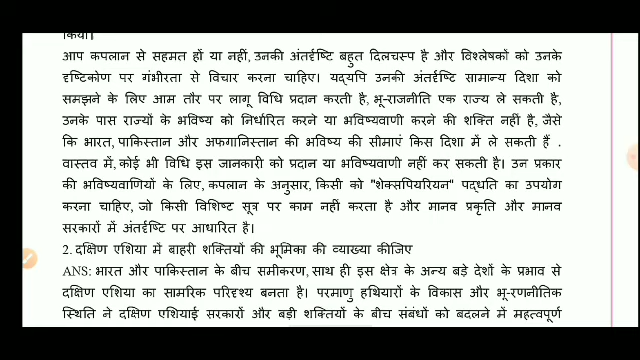 किया।
आप कपलान से सहमत हों या नहीं, उनकी अंतर्दृष्टि बहुत दिलचस्प है और विश्लेषकों को उनके
दृष्टिकोण पर गंभीरता से विचार करना चाहिए। यद्यपि उनकी अंतर्दृष्टि सामान्य दिशा को
समझने के लिए आम तौर पर लागू विधि प्रदान करती है, भू-राजनीति एक राज्य ले सकती है,
उनके पास राज्यों के भविष्य को निर्धारित करने या भविष्यवाणी करने की शक्ति नहीं है, जैसे
कि भारत, पाकिस्तान और अफगानिस्तान की भविष्य की सीमाएं किस दिशा में ले सकती हैं .
वास्तव में, कोई भी विधि इस जानकारी को प्रदान या भविष्यवाणी नहीं कर सकती है। उन प्रकार
की भविष्यवाणियों के लिए, कपलान के अनुसार, किसी को "शेक्सपियरियन" पद्धति का उपयोग
करना चाहिए, जो किसी विशिष्ट सूत्र पर काम नहीं करता है और मानव प्रकृति और मानव
सरकारों में अंतर्दृष्टि पर आधारित है।
2. दक्षिण एशिया में बाहरी शक्तियों की भूमिका की व्याख्या कीजिए
ANS: भारत और पाकिस्तान के बीच समीकरण, साथ ही इस क्षेत्र के अन्य बड़े देशों के प्रभाव से
दक्षिण एशिया का सामरिक परिदृश्य बनता है। परमाणु हथियारों के विकास और भू-रणनीतिक
स्थिति ने दक्षिण एशियाई सरकारों और बड़ी शक्तियों के बीच संबंधों को बदलने में महत्वपूर्ण